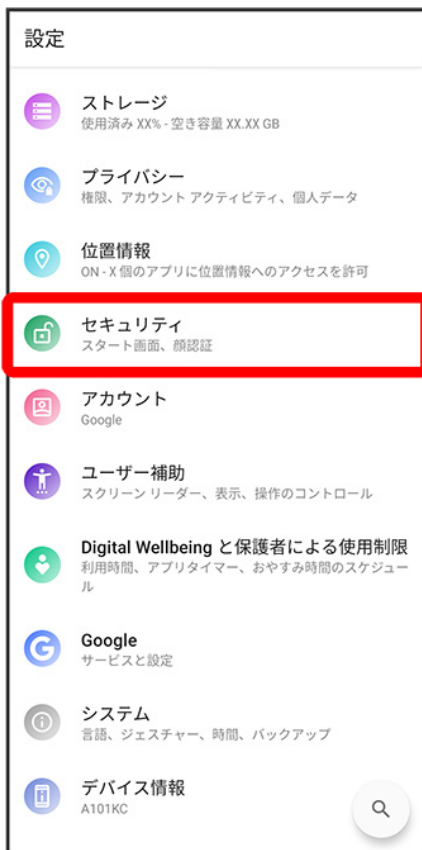 設定
ストレージ
使用済み XX% - 空き容量 XX.XX GB
プライバシー
権限、アカウント アクティビティ、個人データ
位置情報
ON - X 個のアプリに位置情報へのアクセスを許可
セキュリティ
スタート画面、顔認証
アカウント
Google
ユーザー補助
スクリーン リーダー、表示、操作のコントロール
Digital Wellbeing と保護者による使用制限
利用時間、アプリタイマー、おやすみ時間のスケジュー
ル
Google
サービスと設定
システム
言語、ジェスチャー、時間、バックアップ
デバイス情報
A101KC